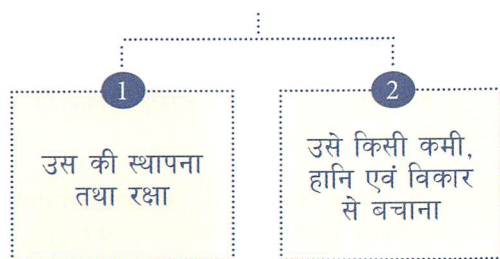 1
उस की स्थापना
तथा रक्षा
2
उसे किसी कमी,
हानि एवं विकार
से बचाना